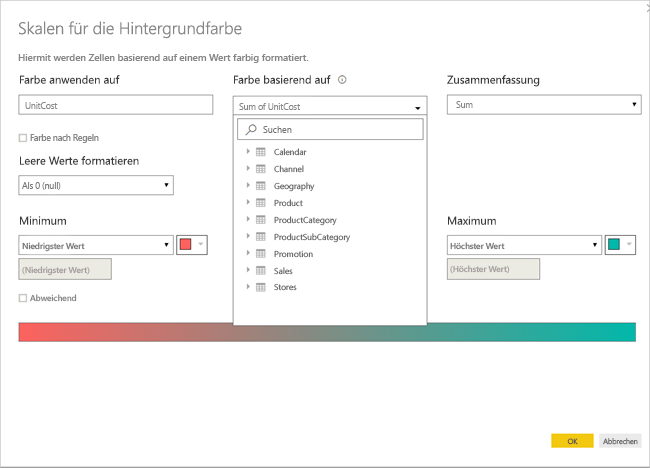 Skalen für die Hintergrundfarbe
Hiermit werden Zellen basierend auf einem Wert farbig formatiert.
Farbe anwenden auf
Farbe basierend auf
Zusammenfassung
UnitCost
Sum of UnitCost
Sum
Farbe nach Regeln
Suchen
Leere Werte formatieren
Als 0 (null)
Calendar
Channel
Geography
Product
ProductCategory
ProductSubCategory
Promotion
Sales
Stores
Minimum
Maximum
Niedrigster Wert
Höchster Wert
(Niedrigster Wert)
(Höchster Wert)
Abweichend
OK
Abbrechen